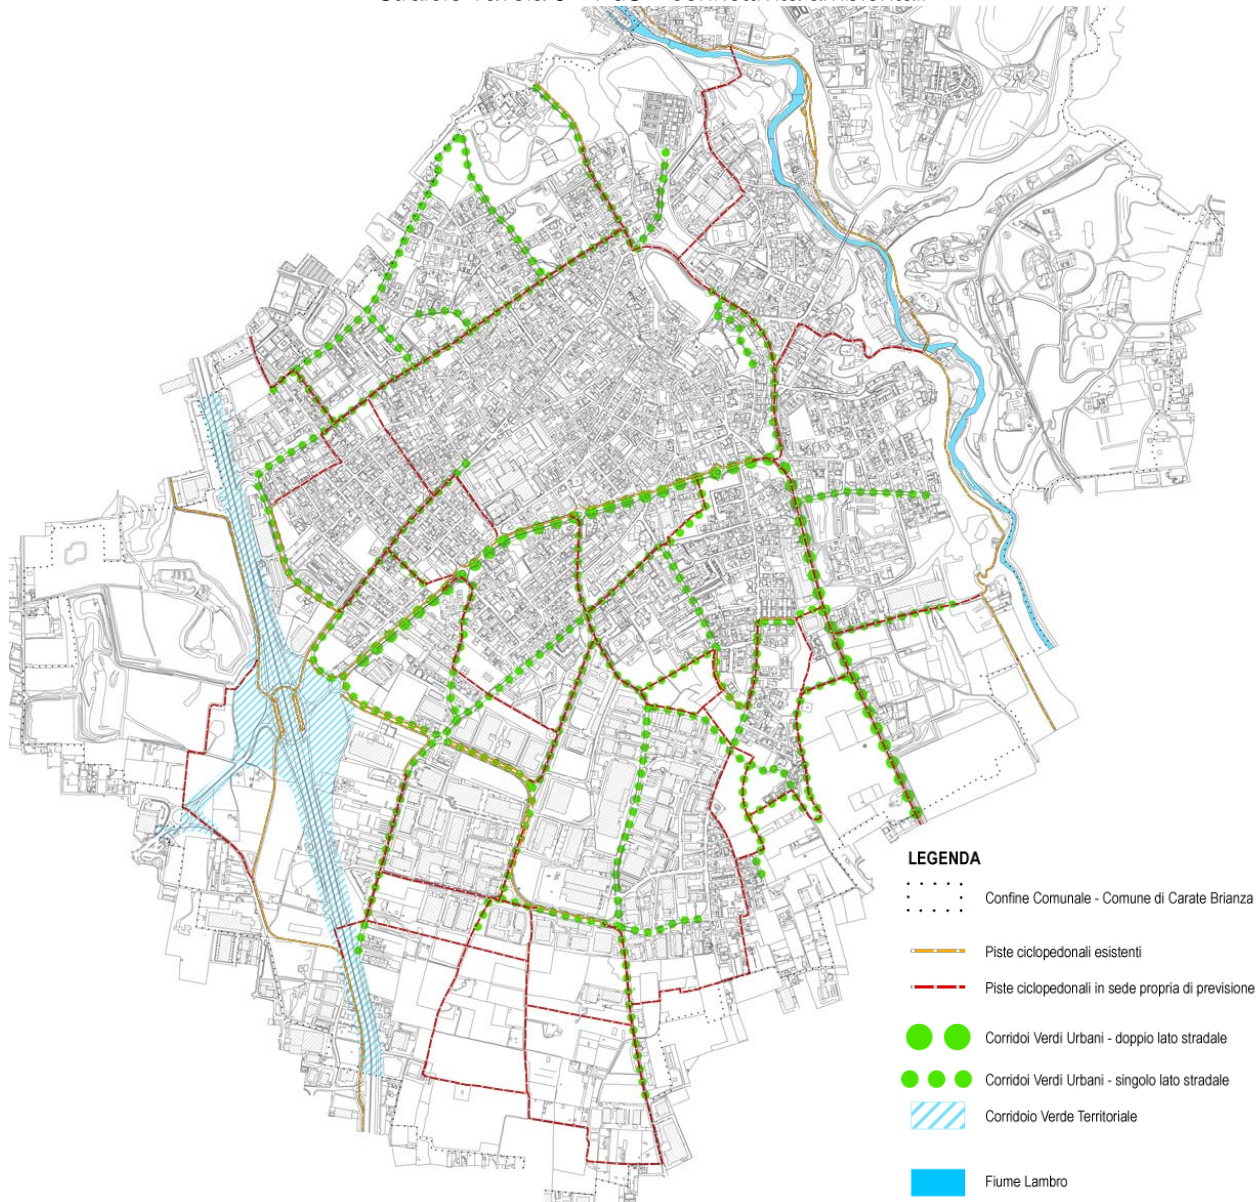 LEGENDA
Confine Comunale - Comune di Carate Brianza
Piste ciclopedonali esistenti
Piste ciclopedonali in sede propria di previsione
Corridoi Verdi Urbani - doppio lato stradale
Corridoi Verdi Urbani - singolo lato stradale
Corridoio Verde Territoriale
Fiume Lambro